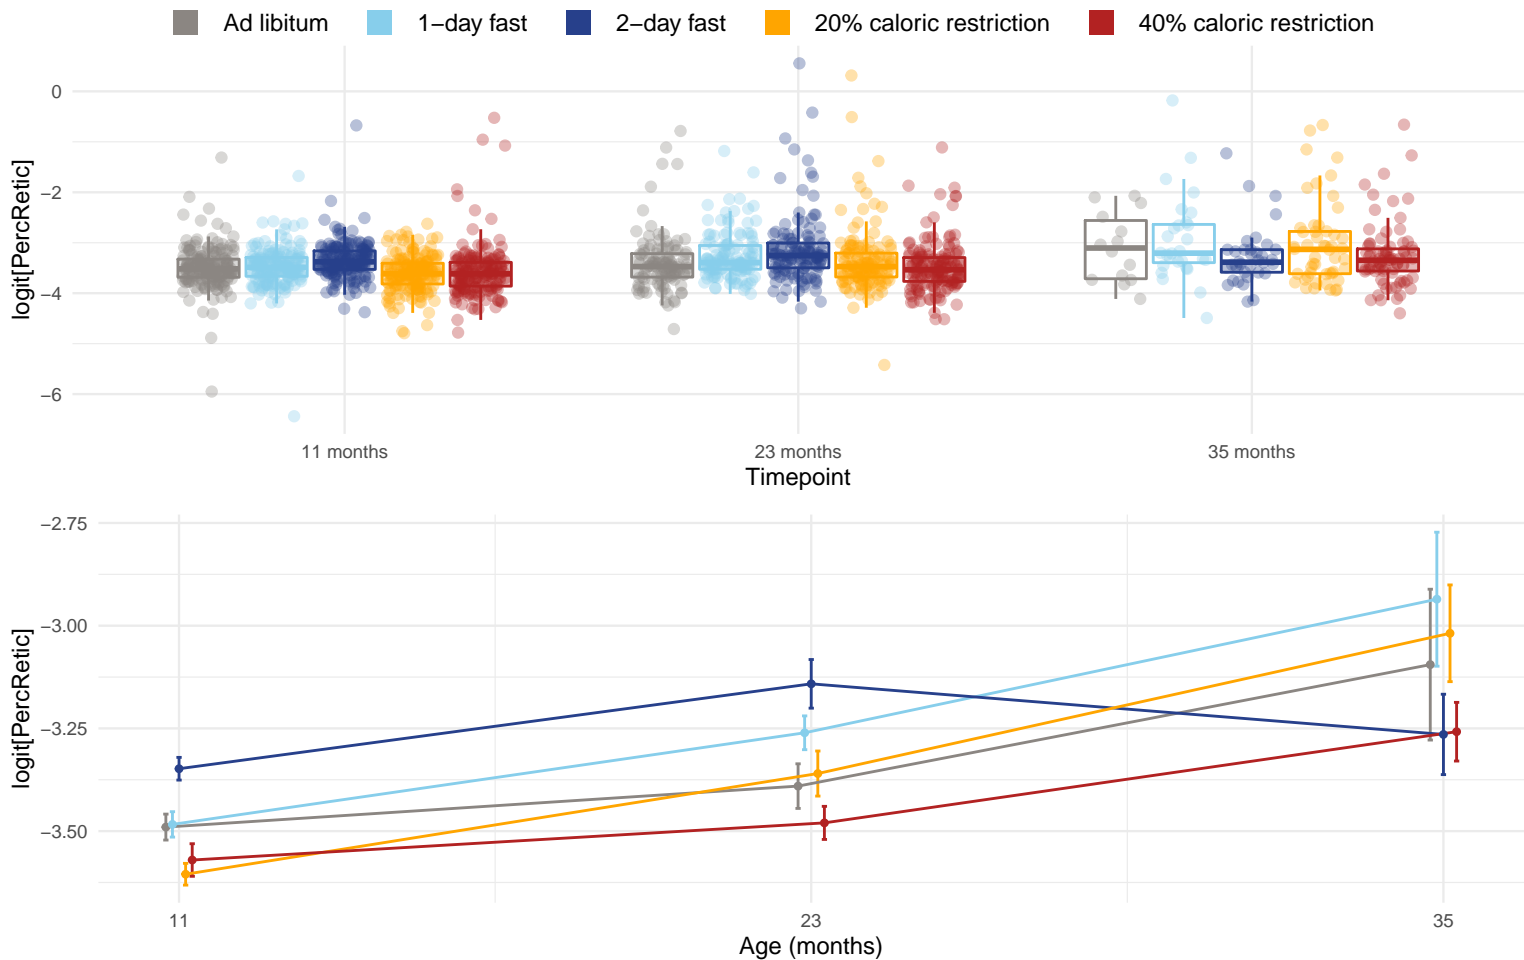 Ad libitum 1−day fast 2−day fast 20% caloric restriction 40% caloric restriction
logit[PercRetic]
0
−2
−4
−6
11 months 23 months 35 months
Timepoint
logit[PercRetic]
−2.75
−3.00
−3.25
−3.50
11 23 35
Age (months)